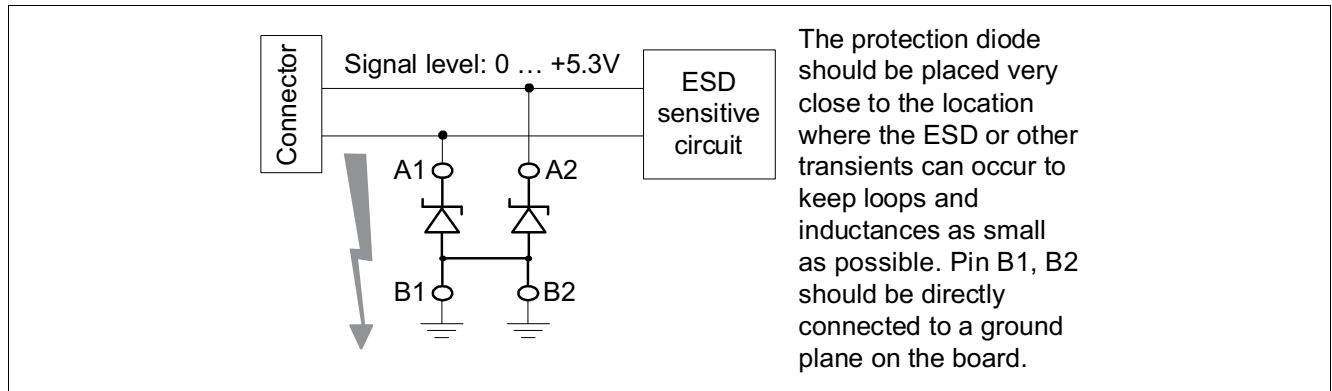 Connector
Signal level: 0 … +5.3V
ESD
sensitive
circuit
A1
A2
B1
B2
The protection diode
should be placed very
close to the location
where the ESD or other
transients can occur to
keep loops and
inductances as small
as possible. Pin B1, B2
should be directly
connected to a ground
plane on the board.